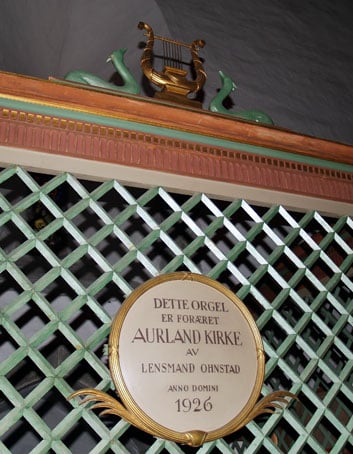 DETTE ORGEL
ER FORÆRET
AURLAND KIRKE
AV
LENSMAND OHNSTAD
ANNO DOMINI
1926